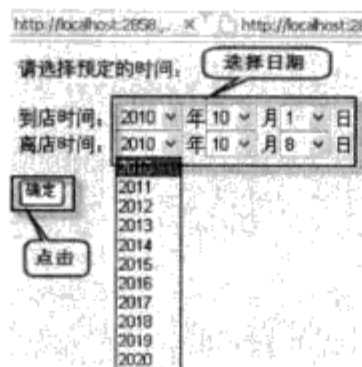 http://localhost:2858... × http://localhost:28
请选择预定的时间： 选择日期
到店时间：2010 年 10 月 1 日
离店时间：2010 年 10 月 8 日
2010
确定 2011
2012
2013
点击 2014
2015
2016
2017
2018
2019
2020